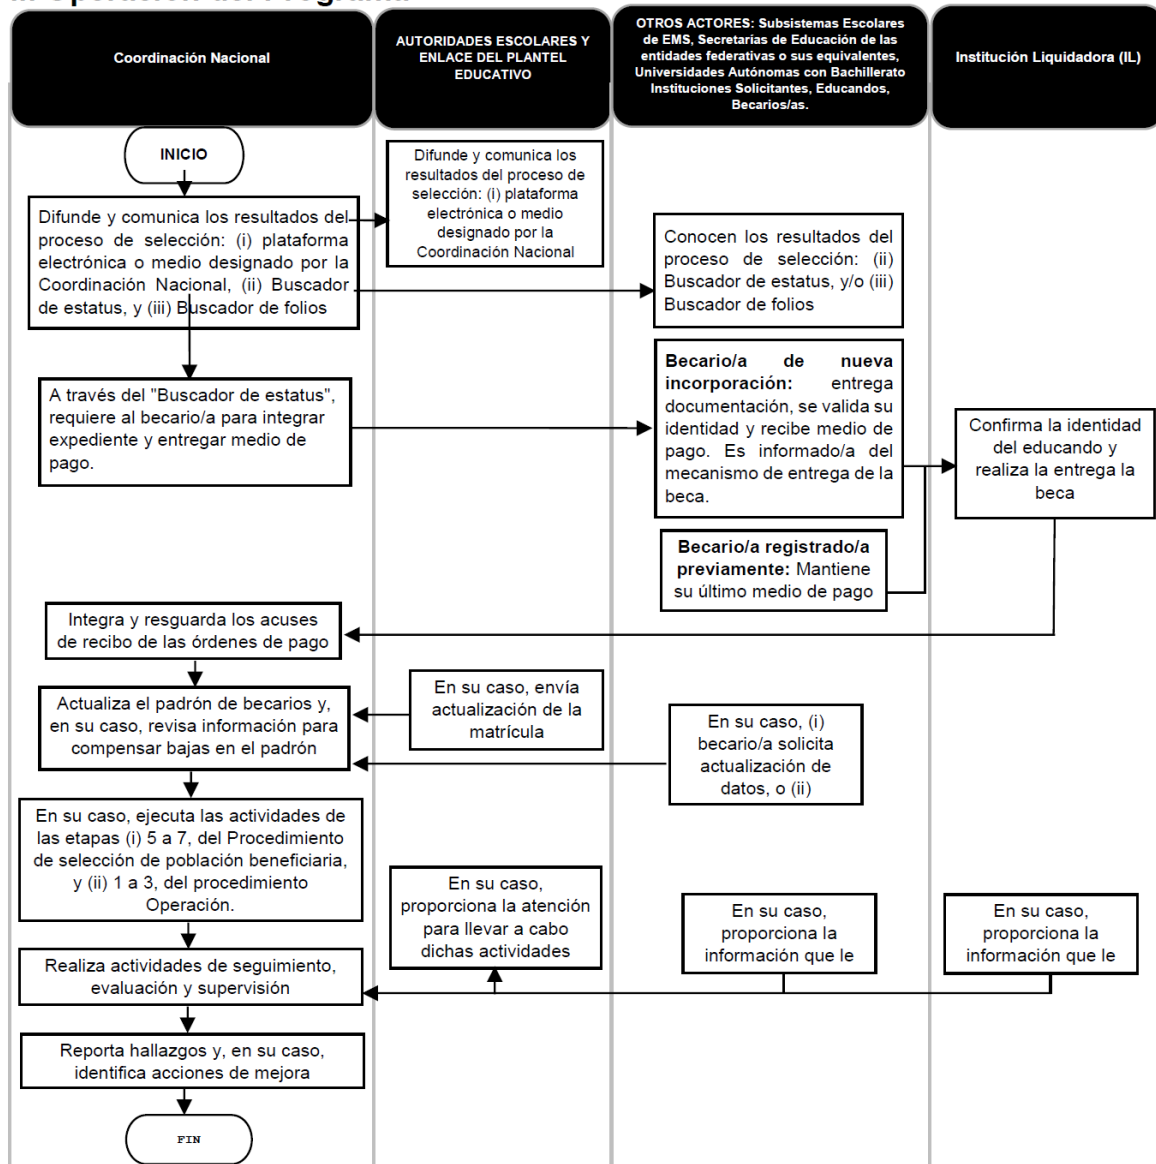 Coordinación Nacional
AUTORIDADES ESCOLARES Y
ENLACE DEL PLANTEL
EDUCATIVO
OTROS ACTORES: Subsistemas Escolares
de EMS, Secretarías de Educación de las
entidades federativas o sus equivalentes,
Universidades Autónomas con Bachillerato
Instituciones Solicitantes, Educandos,
Becarios/as.
Institución Liquidadora (IL)
INICIO
Difunde y comunica los resultados del
proceso de selección: (i) plataforma
electrónica o medio designado por la
Coordinación Nacional, (ii) Buscador
de estatus, y (iii) Buscador de folios
Difunde y comunica los
resultados del proceso de
selección: (i) plataforma
electrónica o medio
designado por la
Coordinación Nacional
Conocen los resultados del
proceso de selección: (ii)
Buscador de estatus, y/o (iii)
Buscador de folios
A través del "Buscador de estatus",
requiere al becario/a para integrar
expediente y entregar medio de
pago.
Becario/a de nueva
incorporación: entrega
documentación, se valida su
identidad y recibe medio de
pago. Es informado/a del
mecanismo de entrega de la
beca.
Confirma la identidad
del educando y
realiza la entrega la
beca
Becario/a registrado/a
previamente: Mantiene
su último medio de pago
Integra y resguarda los acuses
de recibo de las órdenes de pago
Actualiza el padrón de becarios y,
en su caso, revisa información para
compensar bajas en el padrón
En su caso, envía
actualización de la
matrícula
En su caso, (i)
becario/a solicita
actualización de
datos, o (ii)
En su caso, ejecuta las actividades de
las etapas (i) 5 a 7, del Procedimiento
de selección de población beneficiaria,
y (ii) 1 a 3, del procedimiento
Operación.
En su caso,
proporciona la atención
para llevar a cabo
dichas actividades
En su caso,
proporciona la
información que le
En su caso,
proporciona la
información que le
Realiza actividades de seguimiento,
evaluación y supervisión
Reporta hallazgos y, en su caso,
identifica acciones de mejora
FIN